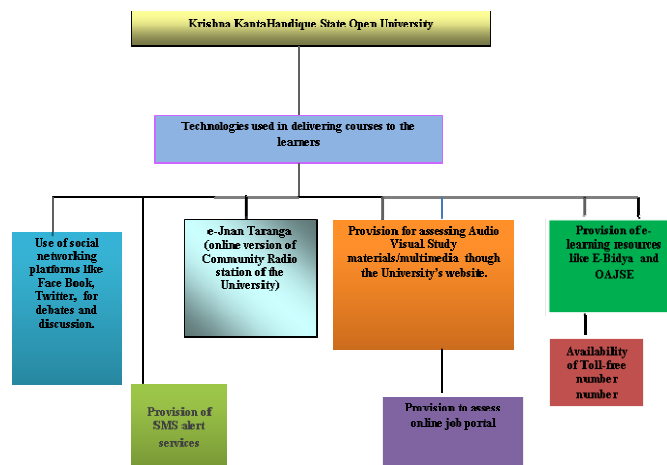 Krishna KantaHandique State Open University
Technologies used in delivering courses to the
learners
Use of social
networking
platforms like
Face Book,
Twitter, for
debates and
discussion.
e-Jnan Taranga
(online version of
Community Radio
station of the
University)
Provision for assessing Audio
Visual Study
materials/multimedia though
the University's website.
Provision of e-
learning resources
like E-Bidya and
OAJSE
Provision of
SMS alert
services
Provision to assess
online job portal
Availability
of Toll-free
number
number